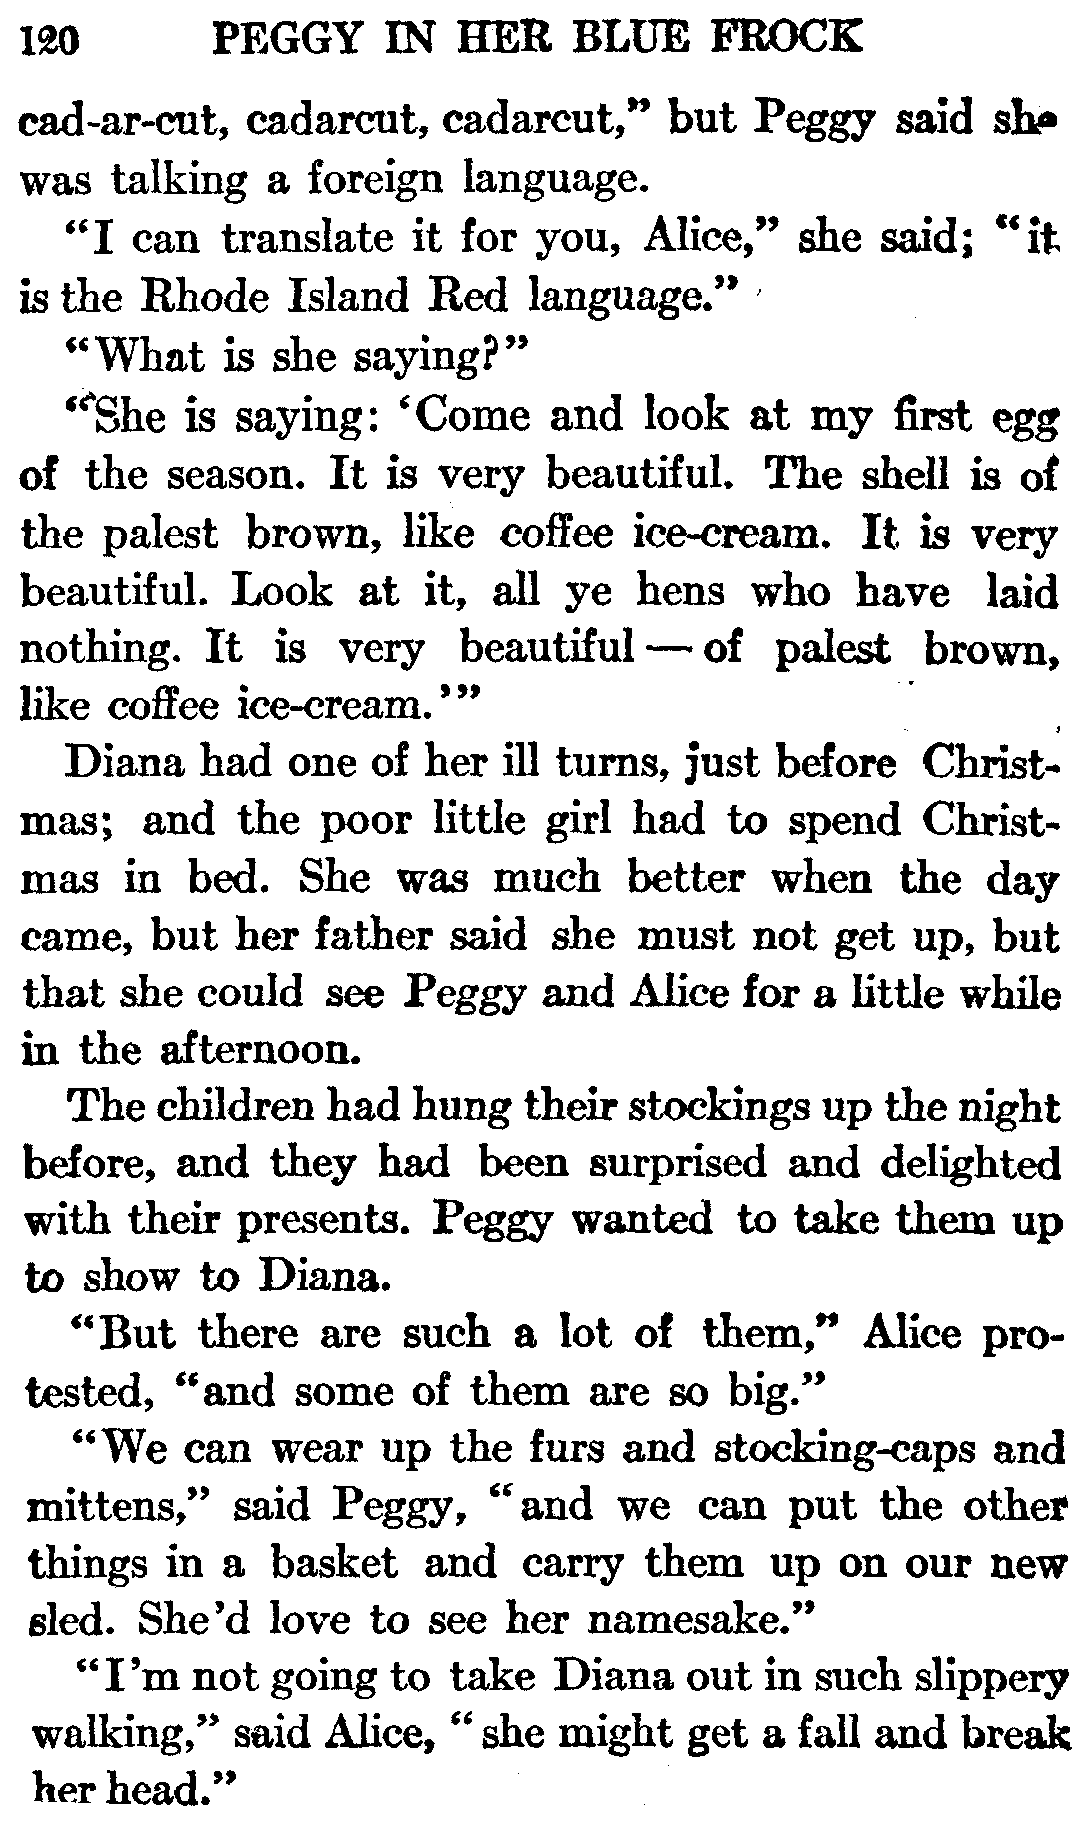 120 PEGGY IN HER BLUE FROCK
cad-ar-cut, cadarcut, cadarcut,” but Peggy said she
was talking a foreign language.
“I can translate it for you, Alice,” she said; “it
is the Rhode Island Red language.”
“What is she saying?”
“She is saying: ‘Come and look at my first egg
of the season. It is very beautiful. The shell is of
the palest brown, like coffee ice-cream. It is very
beautiful. Look at it, all ye hens who have laid
nothing. It is very beautiful — of palest brown,
like coffee ice-cream.’”
Diana had one of her ill turns, just before Christ-
mas; and the poor little girl had to spend Christ-
mas in bed. She was much better when the day
came, but her father said she must not get up, but
that she could see Peggy and Alice for a little while
in the afternoon.
The children had hung their stockings up the night
before, and they had been surprised and delighted
with their presents. Peggy wanted to take them up
to show to Diana.
“But there are such a lot of them,” Alice pro-
tested, “and some of them are so big.”
“We can wear up the furs and stocking-caps and
mittens,” said Peggy, “and we can put the other
things in a basket and carry them up on our new
sled. She’d love to see her namesake.”
“I’m not going to take Diana out in such slippery
walking,” said Alice, “she might get a fall and break
her head.”